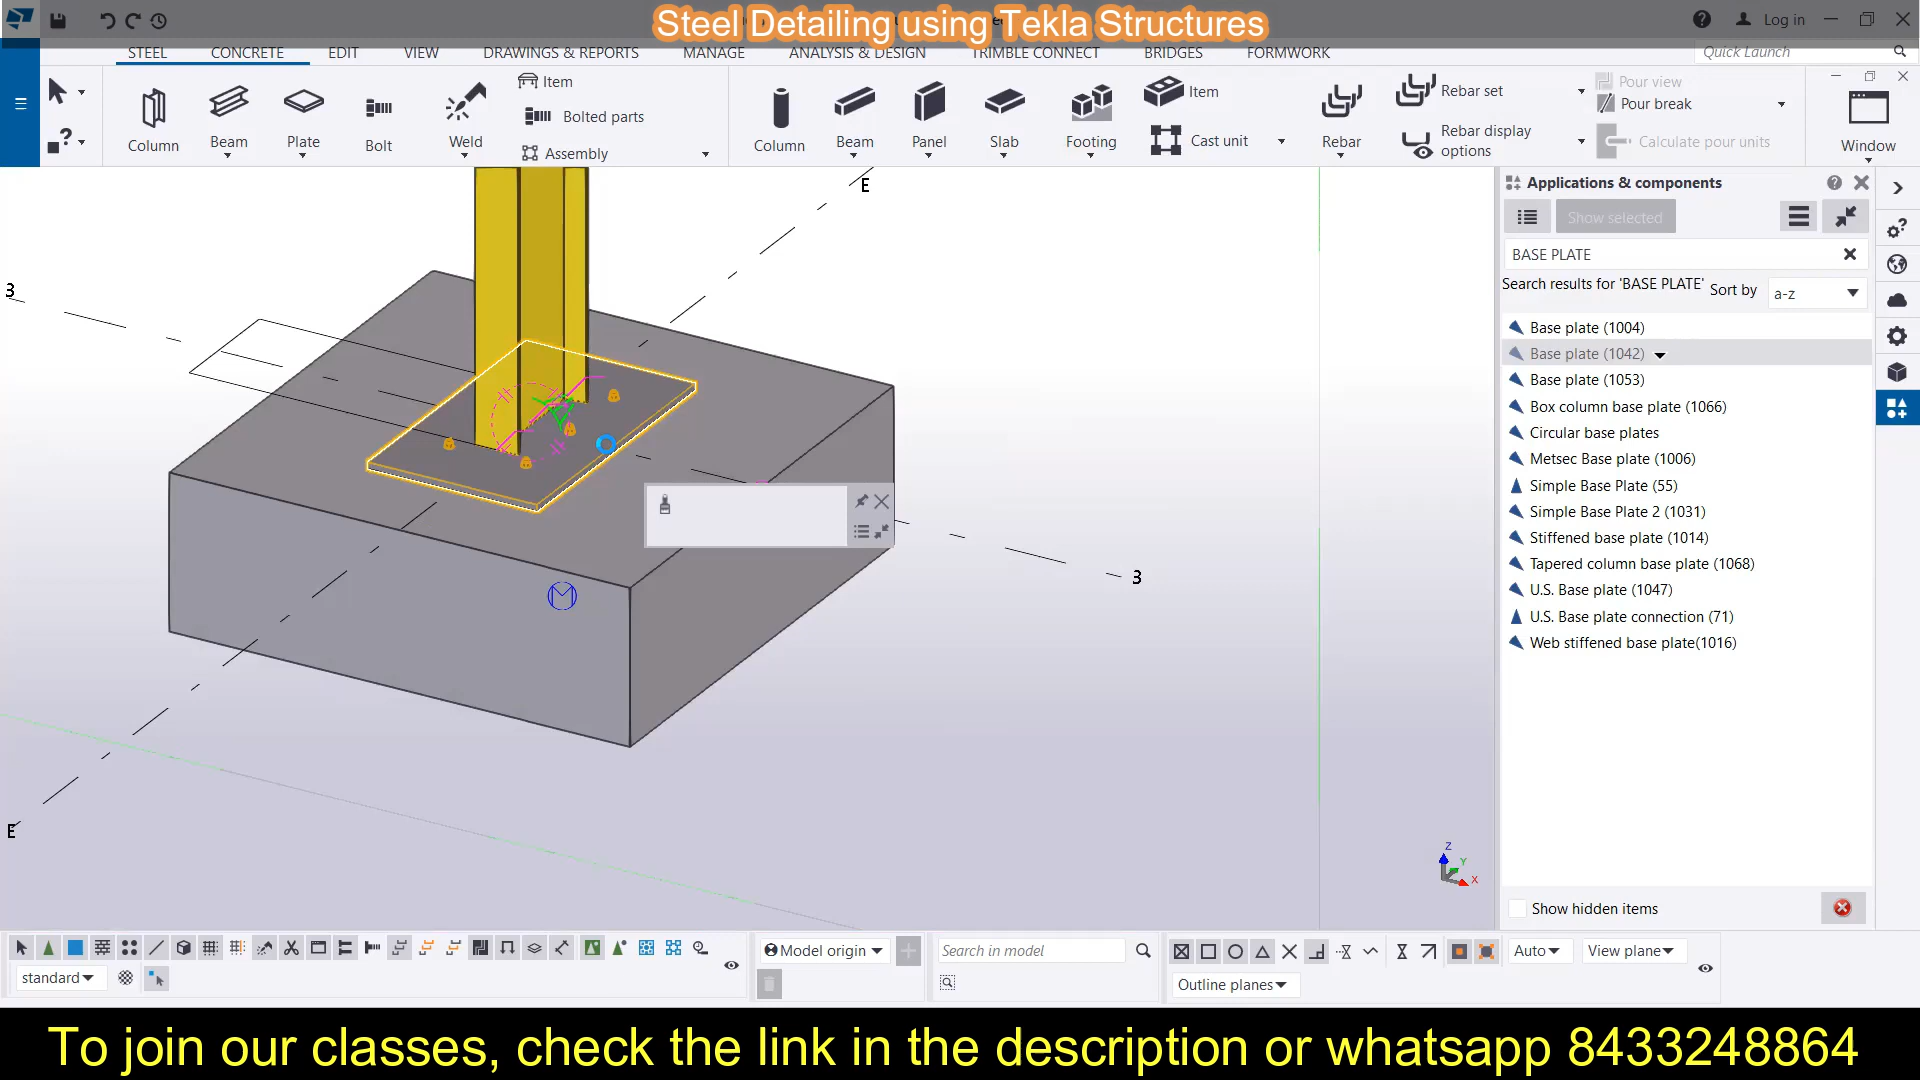 Steel Detailing using Tekla Structures
Log in
STEEL CONCRETE EDIT VIEW DRAWINGS & REPORTS MANAGE ANALYSIS & DESIGN TRIMBLE CONNECT BRIDGES FORMWORK
Quick Launch
Column
Beam
Plate
Bolt
Weld
Item
Bolted parts
Assembly
Column
Beam
Panel
Slab
Footing
Item
Cast unit
Rebar
Rebar set
Rebar display
options
Pour view
Pour break
Calculate pour units
Window
Applications & components
Show selected
BASE PLATE
Search results for 'BASE PLATE'
Sort by
a-z
Base plate (1004)
Base plate (1042)
Base plate (1053)
Box column base plate (1066)
Circular base plates
Metsec Base plate (1006)
Simple Base Plate (55)
Simple Base Plate 2 (1031)
Stiffened base plate (1014)
Tapered column base plate (1068)
U.S. Base plate (1047)
U.S. Base plate connection (71)
Web stiffened base plate(1016)
Show hidden items
E
3
3
E
Z
Y
X
Model origin
Search in model
Auto
View plane
standard
Outline planes
To join our classes, check the link in the description or whatsapp 8433248864